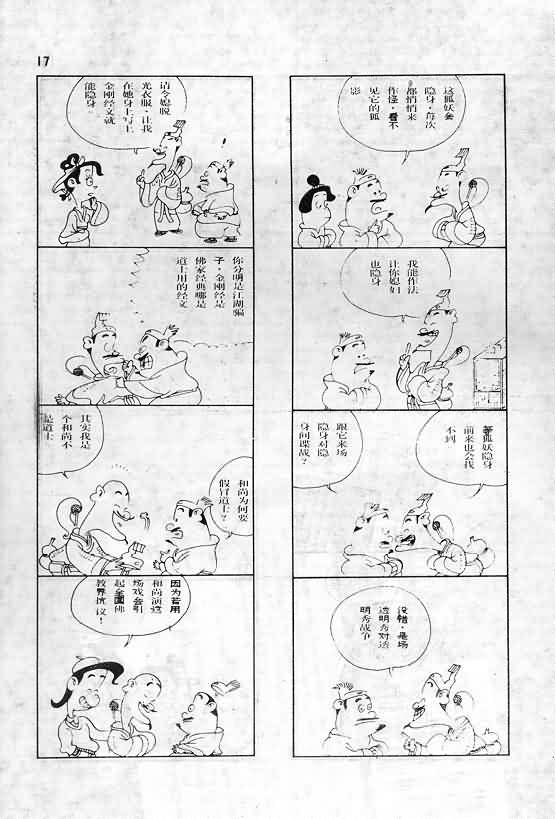 17
这狐妖会
隐身，每次
都悄悄来
作怪，看不
见它的狐
影
我能作法
让你媳妇
也隐身
等狐妖隐身
前来也会找
不到
跟它来场
隐身对隐
身间谍战？
没错，是场
透明秀对透
明秀战争
请令媳脱
光衣服，让我
在她身上写上
金刚经文就
能隐身
！
你分明是江湖骗
子，金刚经是
佛家经典哪是
道士用的经文
其实我是
个和尚不
是道士
和尚为何要
假冒道士？
因为若用
和尚演这
场戏会引
起全国佛
教界抗议！